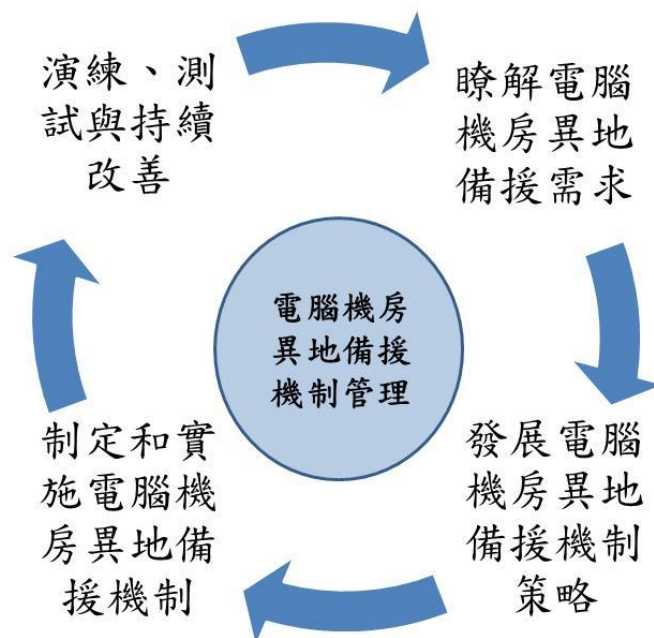 演練、測
試與持續
改善
瞭解電腦
機房異地
備援需求
電腦機房
異地備援
機制管理
制定和實
施電腦機
房異地備
援機制
發展電腦
機房異地
備援機制
策略